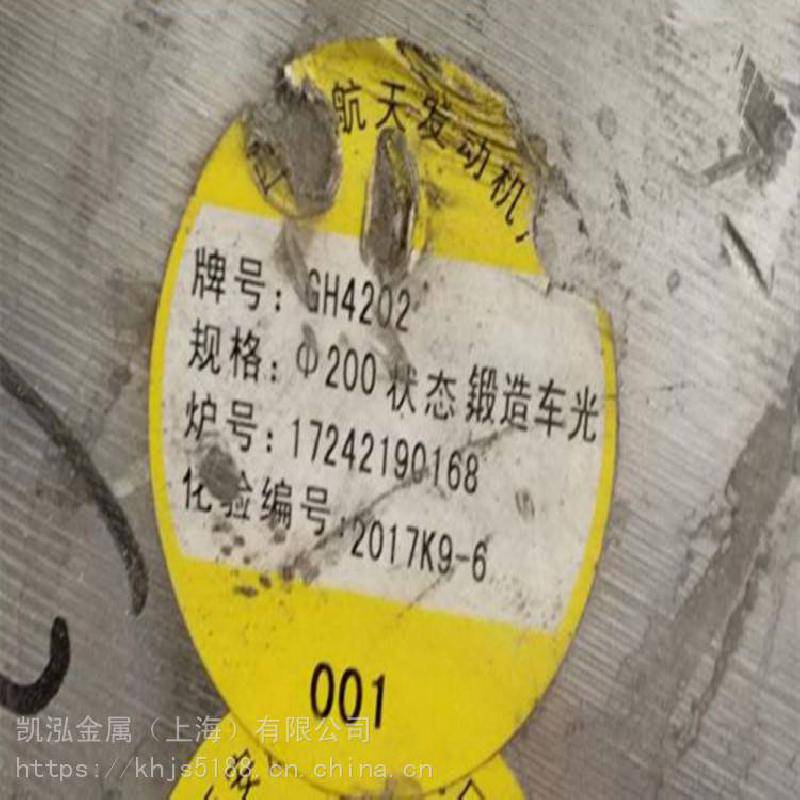 航天发动机
牌号: GH4202
规格: Φ200 状态 锻造车光
炉号: 17242190168
化验编号: 2017K9-6
001
凯泓金属（上海）有限公司
https://khjs5188.cn.china.cn